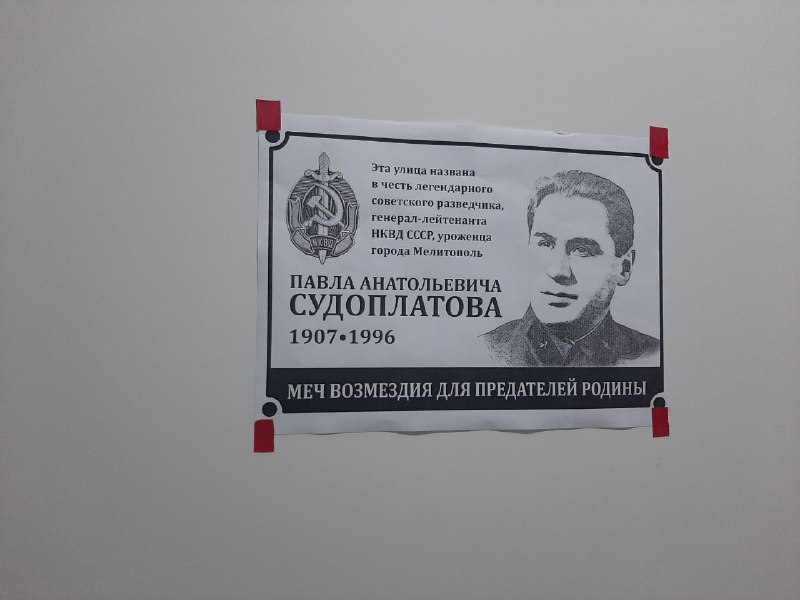 Эта улица названа
в честь легендарного
советского разведчика,
генерал-лейтенанта
НКВД СССР, уроженца
города Мелитополь
НКВД
ПАВЛА АНАТОЛЬЕВИЧА
СУДОПЛАТОВА
1907•1996
МЕЧ ВОЗМЕЗДИЯ ДЛЯ ПРЕДАТЕЛЕЙ РОДИНЫ